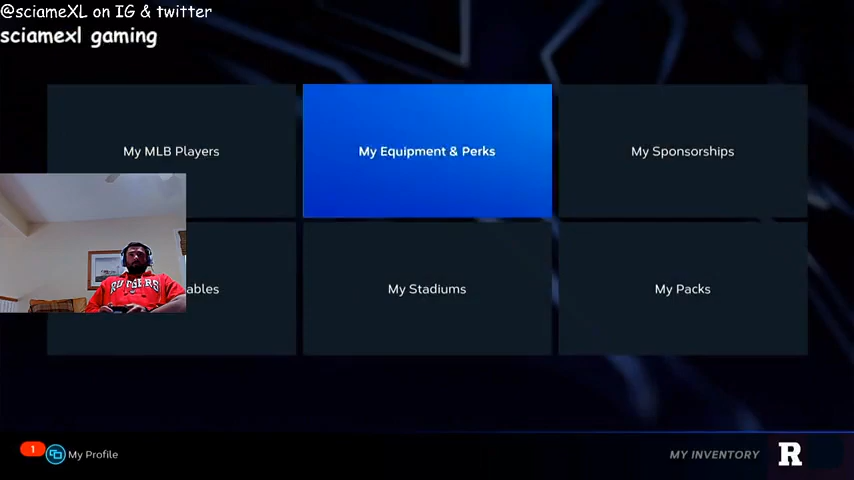 @sciameXL on IG & twitter
sciamexl gaming
My MLB Players
My Equipment & Perks
My Sponsorships
ables
My Stadiums
My Packs
RUTGERS
1
My Profile
MY INVENTORY
R